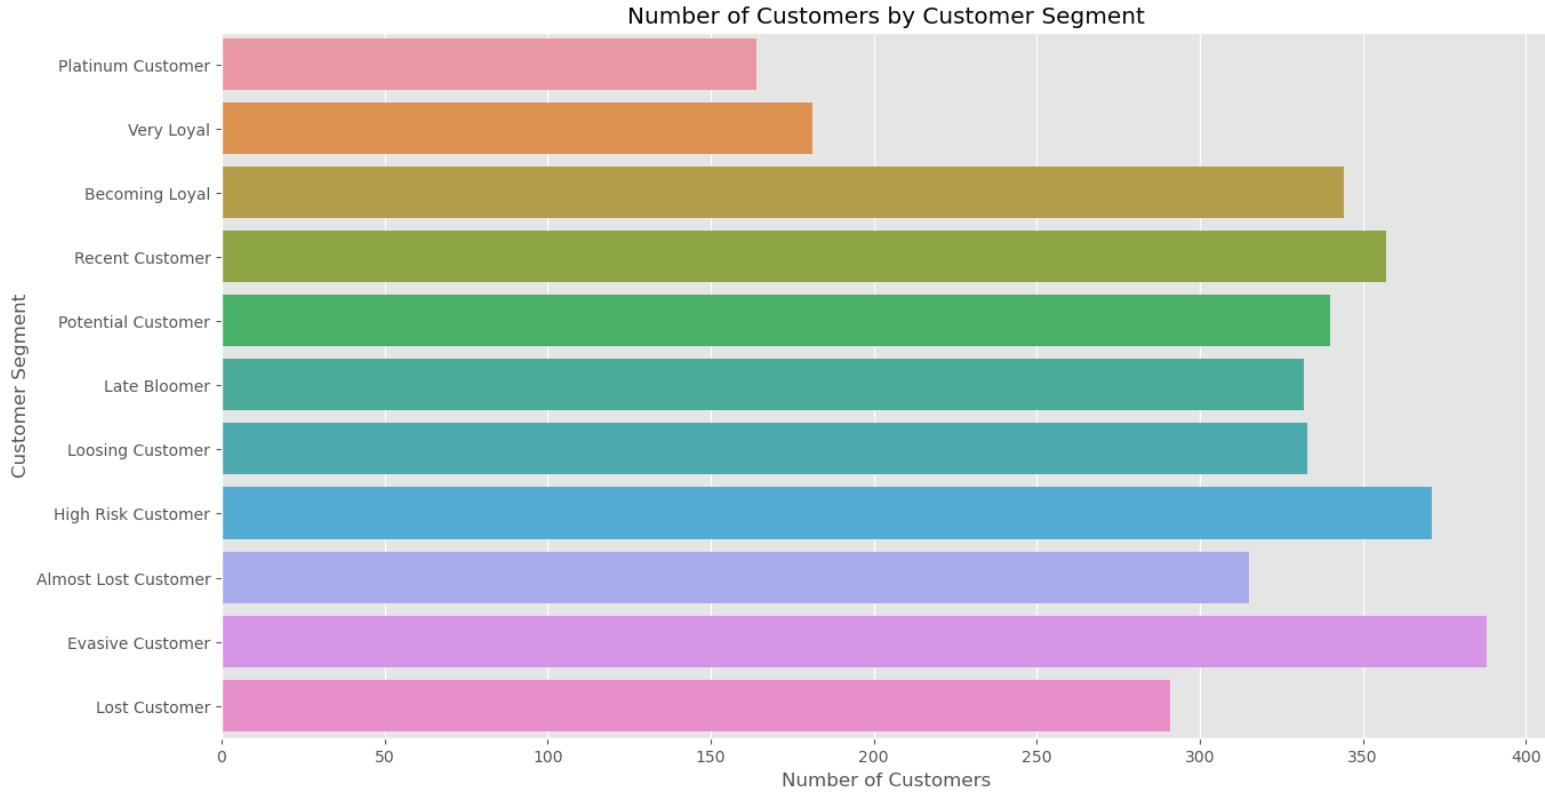 Number of Customers by Customer Segment
Platinum Customer
Very Loyal
Becoming Loyal
Recent Customer
Potential Customer
Late Bloomer
Loosing Customer
High Risk Customer
Almost Lost Customer
Evasive Customer
Lost Customer
Customer Segment
0 50 100 150 200 250 300 350 400
Number of Customers